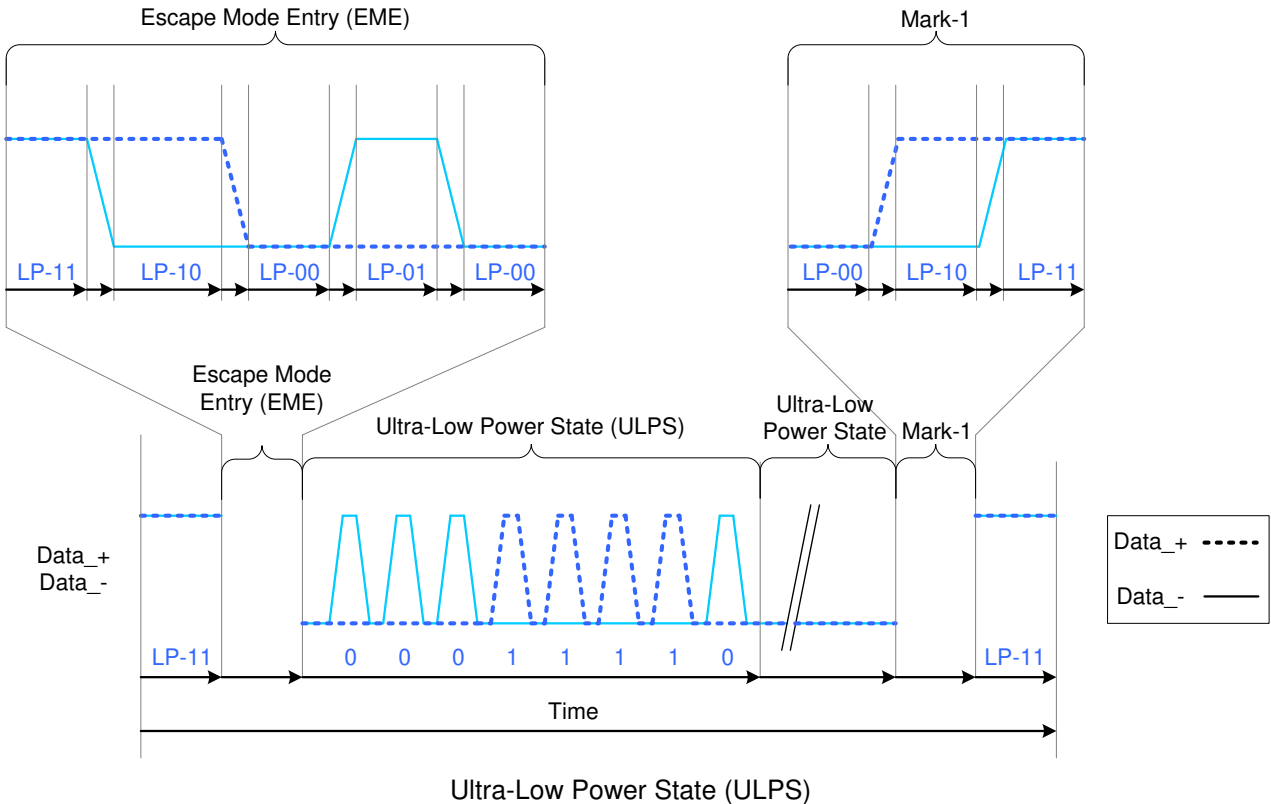 Escape Mode Entry (EME)
Mark-1
LP-11 LP-10 LP-00 LP-01 LP-00
LP-00 LP-10 LP-11
Escape Mode
Entry (EME)
Ultra-Low Power State (ULPS)
Ultra-Low
Power State
Mark-1
Data_+
Data_-
Data_+
Data_-
LP-11 0 0 0 1 1 1 1 0 LP-11
Time
Ultra-Low Power State (ULPS)